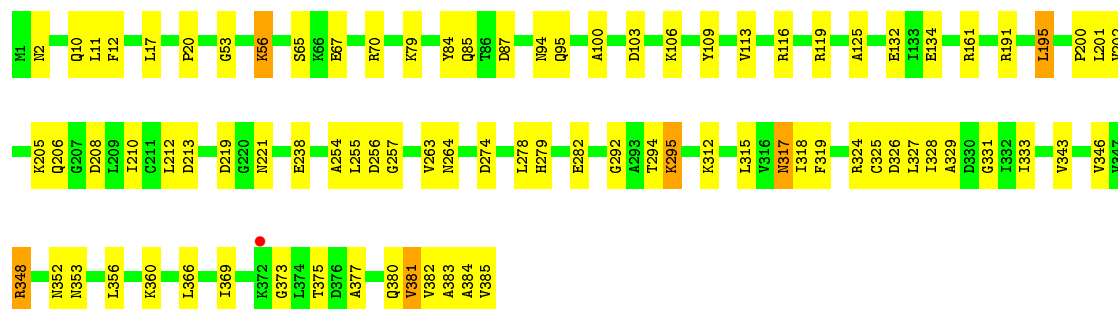 M1 N2 Q10 L11 F12 L17 P20 G53 K56 S65 K66 E67 R70 K79 Y84 Q85 T86 D87 N94 Q95 A100 D103 K106 Y109 V113 R116 R119 A125 E132 I133 E134 R161 R191 L195 P200 L201 V202
K205 Q206 G207 D208 L209 I210 C211 L212 D213 D219 G220 N221 E238 A254 L255 D256 G257 V263 N264 D274 L278 H279 E282 G292 A293 T294 K295 K312 L315 V316 N317 I318 F319 R324 C325 D326 L327 I328 A329 D330 G331 I332 I333 V343 V346 V347
R348 N352 N353 L356 K360 L366 I369 K372 G373 L374 T375 D376 A377 Q380 V381 V382 A383 A384 V385